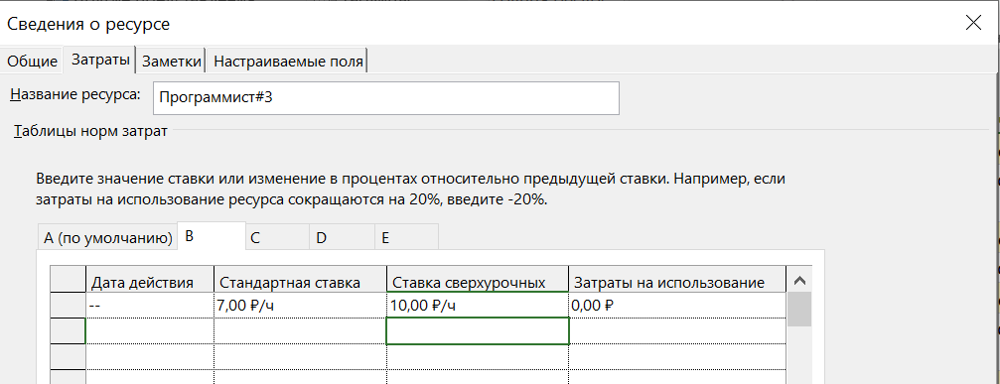 Сведения о ресурсе
Общие Затраты Заметки Настраиваемые поля
Название ресурса: Программист#3
Таблицы норм затрат
Введите значение ставки или изменение в процентах относительно предыдущей ставки. Например, если
затраты на использование ресурса сокращаются на 20%, введите -20%.
A (по умолчанию) B C D E
Дата действия Стандартная ставка Ставка сверхурочных Затраты на использование
-- 7,00 ₽/ч 10,00 ₽/ч 0,00 ₽